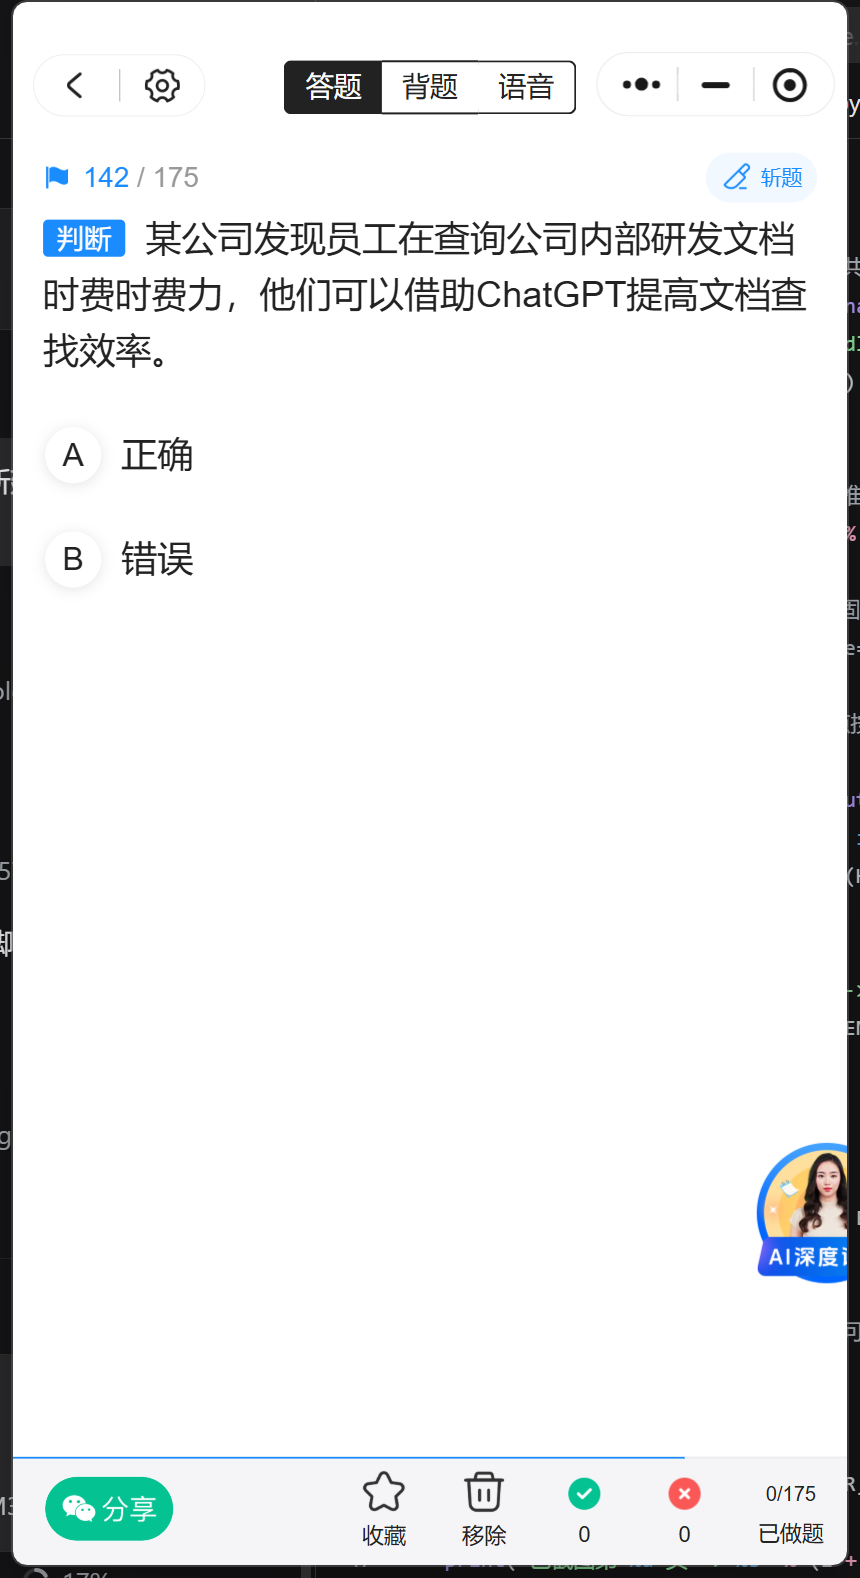 答题 背题 语音
142 / 175
斩题
判断 某公司发现员工在查询公司内部研发文档
时费时费力，他们可以借助ChatGPT提高文档查
找效率。
A 正确
B 错误
AI深度
分享
收藏
移除
0
0
0/175
已做题
17%